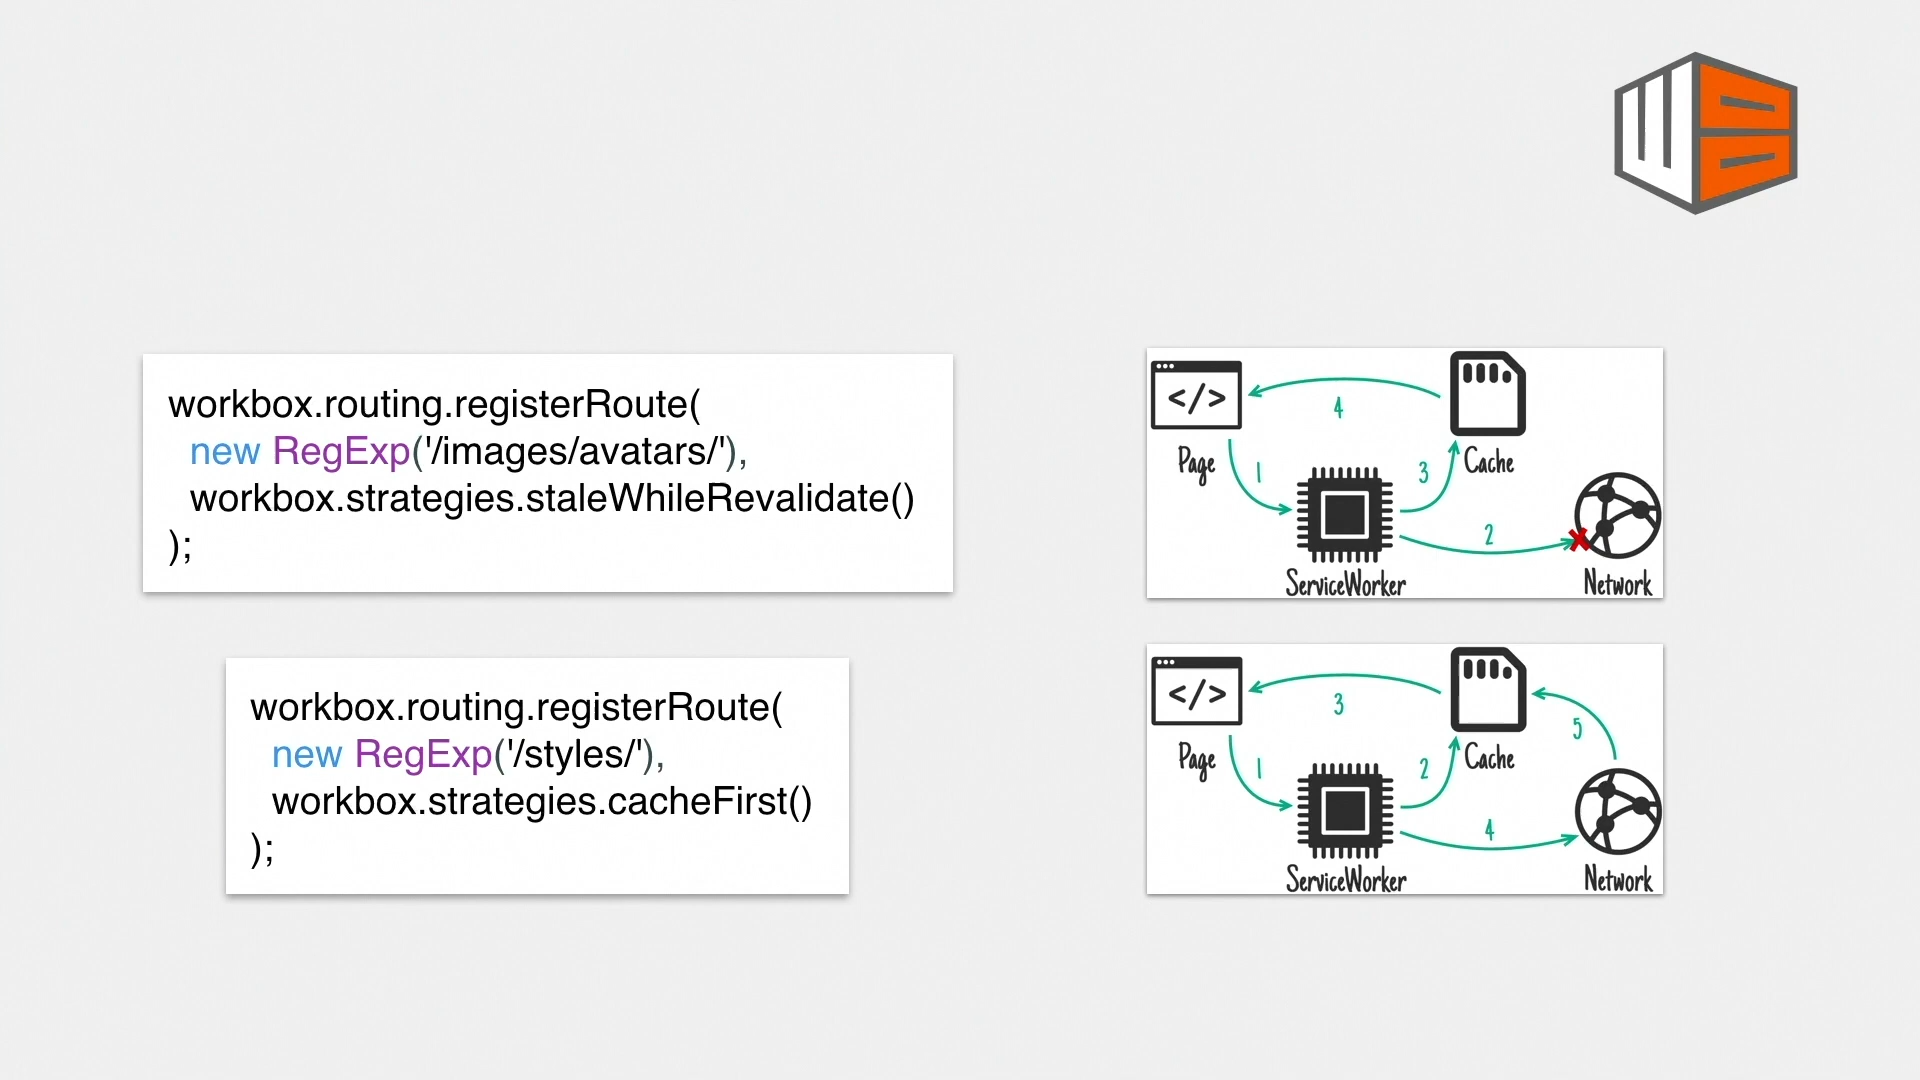 workbox.routing.registerRoute(
new RegExp('/images/avatars/'),
workbox.strategies.staleWhileRevalidate()
);
4
Page
1
3
Cache
2
x
ServiceWorker
Network
workbox.routing.registerRoute(
new RegExp('/styles/'),
workbox.strategies.cacheFirst()
);
3
5
Page
1
2
Cache
4
ServiceWorker
Network